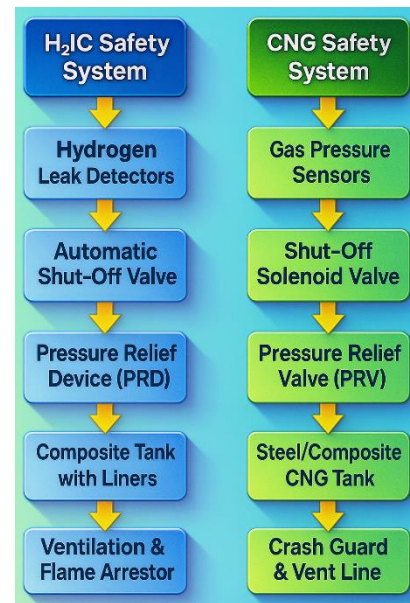 H₂IC Safety
System
Hydrogen
Leak Detectors
Automatic
Shut-Off Valve
Pressure Relief
Device (PRD)
Composite Tank
with Liners
Ventilation &
Flame Arrestor
CNG Safety
System
Gas Pressure
Sensors
Shut-Off
Solenoid Valve
Pressure Relief
Valve (PRV)
Steel/Composite
CNG Tank
Crash Guard
& Vent Line